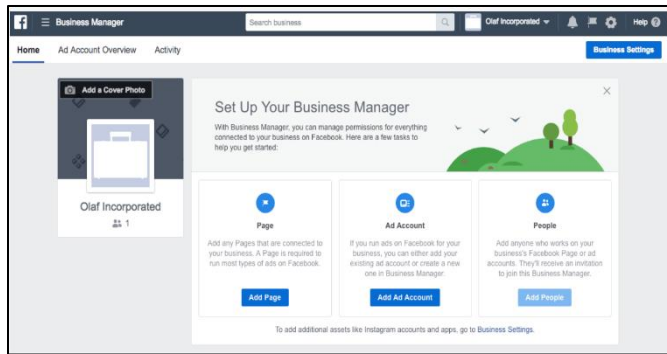 f Business Manager Search business Olaf Incorporated Help
Home Ad Account Overview Activity Business Settings
Add a Cover Photo
Olaf Incorporated
1
Set Up Your Business Manager
With Business Manager, you can manage permissions for everything
connected to your business on Facebook. Here are a few tasks to
help you get started:
Page
Add any Pages that are connected to
your business. A Page is required to
run most types of ads on Facebook.
Add Page
Ad Account
If you run ads on Facebook for your
business, you can either add your
existing ad account or create a new
one in Business Manager.
Add Ad Account
People
Add anyone who works on your
business's Facebook Page or ad
accounts. They'll receive an invitation
to join this Business Manager.
Add People
To add additional assets like Instagram accounts and apps, go to Business Settings.